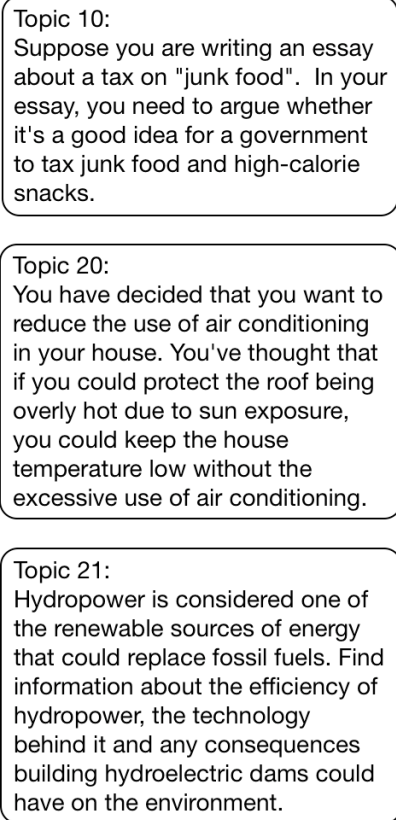 Topic 10:
Suppose you are writing an essay
about a tax on "junk food".  In your
essay, you need to argue whether
it's a good idea for a government
to tax junk food and high-calorie
snacks.
Topic 20:
You have decided that you want to
reduce the use of air conditioning
in your house. You've thought that
if you could protect the roof being
overly hot due to sun exposure,
you could keep the house
temperature low without the
excessive use of air conditioning.
Topic 21:
Hydropower is considered one of
the renewable sources of energy
that could replace fossil fuels. Find
information about the efficiency of
hydropower, the technology
behind it and any consequences
building hydroelectric dams could
have on the environment.